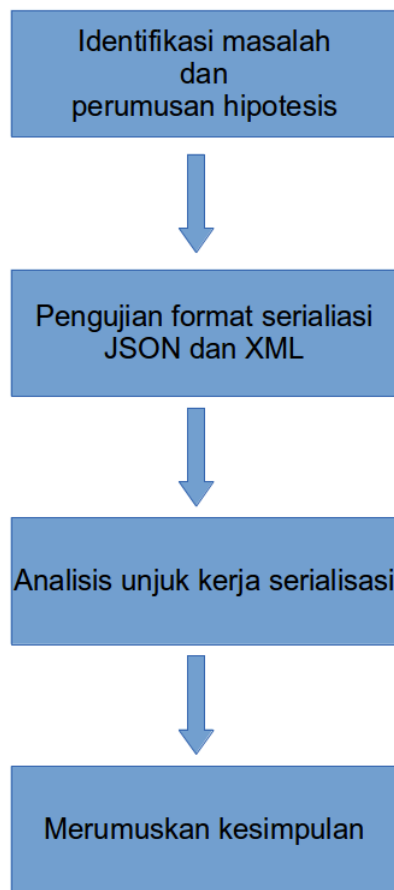 Identifikasi masalah
dan
perumusan hipotesis
Pengujian format serialiasi
JSON dan XML
Analisis unjuk kerja serialisasi
Merumuskan kesimpulan